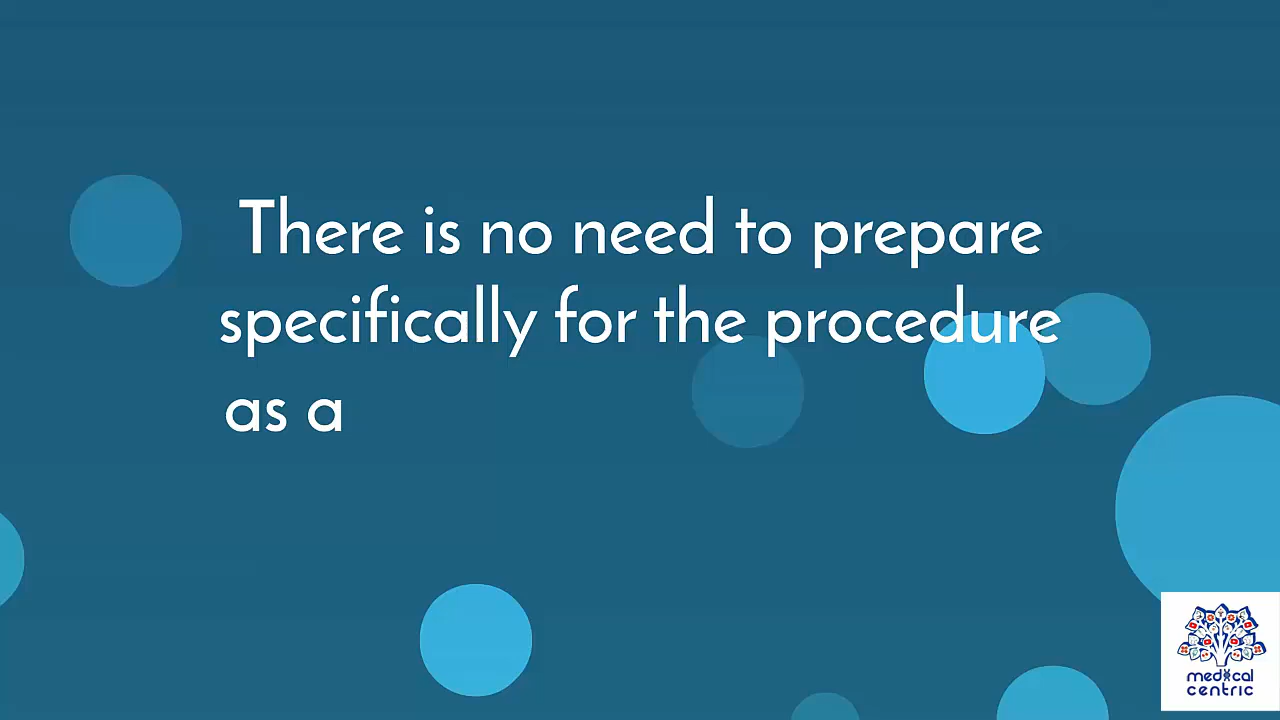 There is no need to prepare
specifically for the procedure
as a
medical
centric